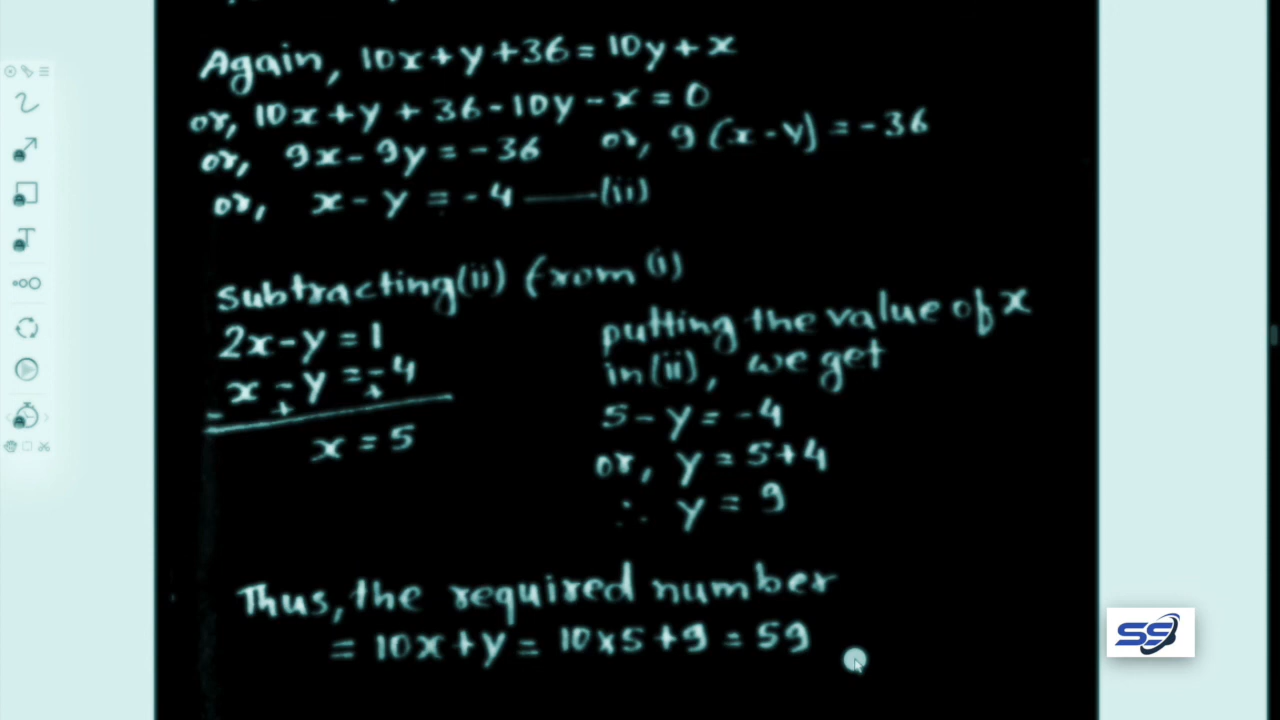 Again, 10x+y+36=10y+x
or, 10x+y+36-10y-x=0
or, 9x-9y=-36 or, 9(x-y)=-36
or, x-y=-4 ——(ii)
Subtracting(ii) from (i)
2x-y=1
x-y=-4
- + +
x=5
putting the value of x
in(ii), we get
5-y=-4
or, y=5+4
∴ y=9
Thus, the required number
= 10x+y = 10x5+9 = 59
SS